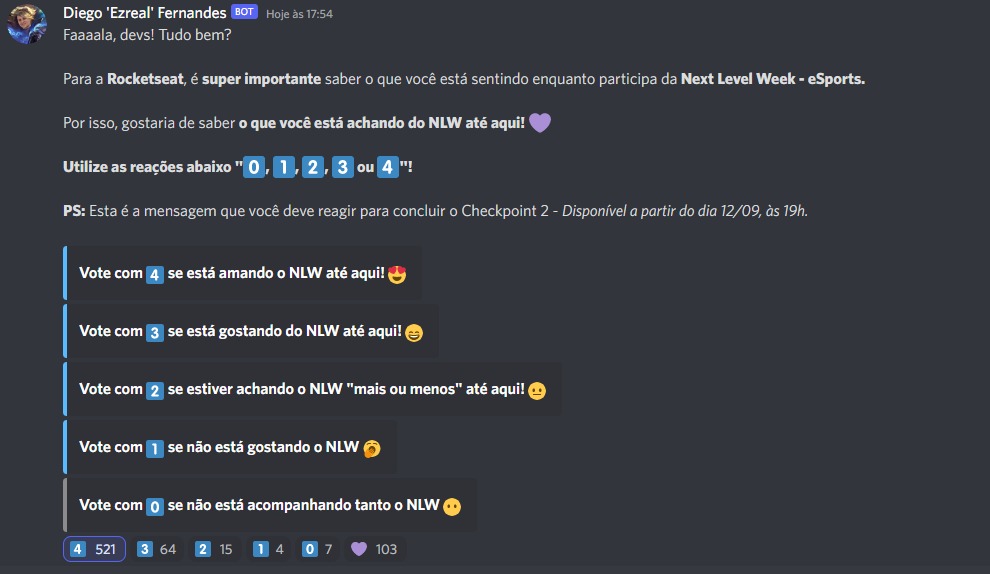 Diego 'Ezreal' Fernandes BOT Hoje às 17:54
Faaaala, devs! Tudo bem?
Para a Rocketseat, é super importante saber o que você está sentindo enquanto participa da Next Level Week - eSports.
Por isso, gostaria de saber o que você está achando do NLW até aqui! 💜
Utilize as reações abaixo "0, 1, 2, 3 ou 4"!
PS: Esta é a mensagem que você deve reagir para concluir o Checkpoint 2 - Disponível a partir do dia 12/09, às 19h.
Vote com 4 se está amando o NLW até aqui! 😍
Vote com 3 se está gostando do NLW até aqui! 😄
Vote com 2 se estiver achando o NLW "mais ou menos" até aqui! 😐
Vote com 1 se não está gostando o NLW 🥱
Vote com 0 se não está acompanhando tanto o NLW 😶
4 521 3 64 2 15 1 4 0 7 💜 103